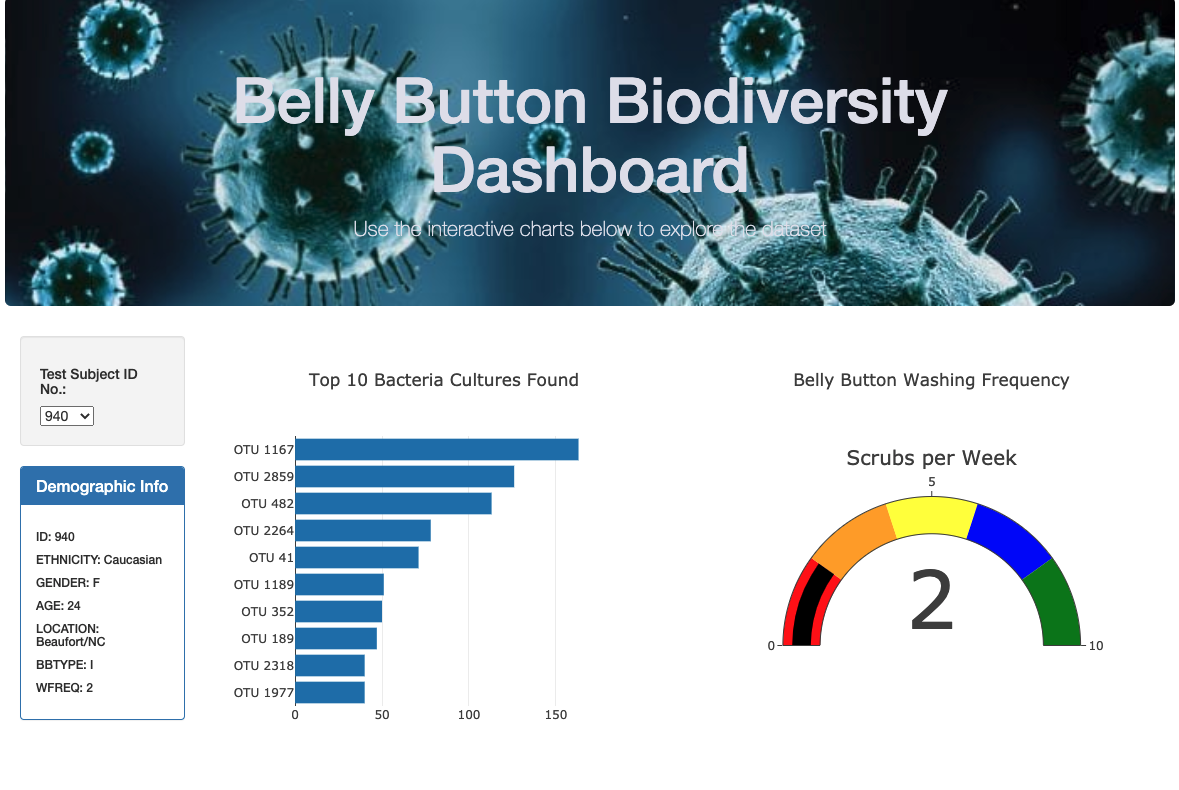 Belly Button Biodiversity
Dashboard
Use the interactive charts below to explore the dataset
Test Subject ID
No.:
940
Demographic Info
ID: 940
ETHNICITY: Caucasian
GENDER: F
AGE: 24
LOCATION:
Beaufort/NC
BBTYPE: I
WFREQ: 2
Top 10 Bacteria Cultures Found
OTU 1167
OTU 2859
OTU 482
OTU 2264
OTU 41
OTU 1189
OTU 352
OTU 189
OTU 2318
OTU 1977
0 50 100 150
Belly Button Washing Frequency
Scrubs per Week
5
2
0 10